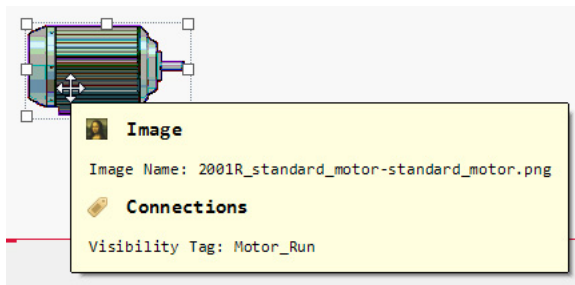 Image
Image Name: 2001R_standard_motor-standard_motor.png
Connections
Visibility Tag: Motor_Run